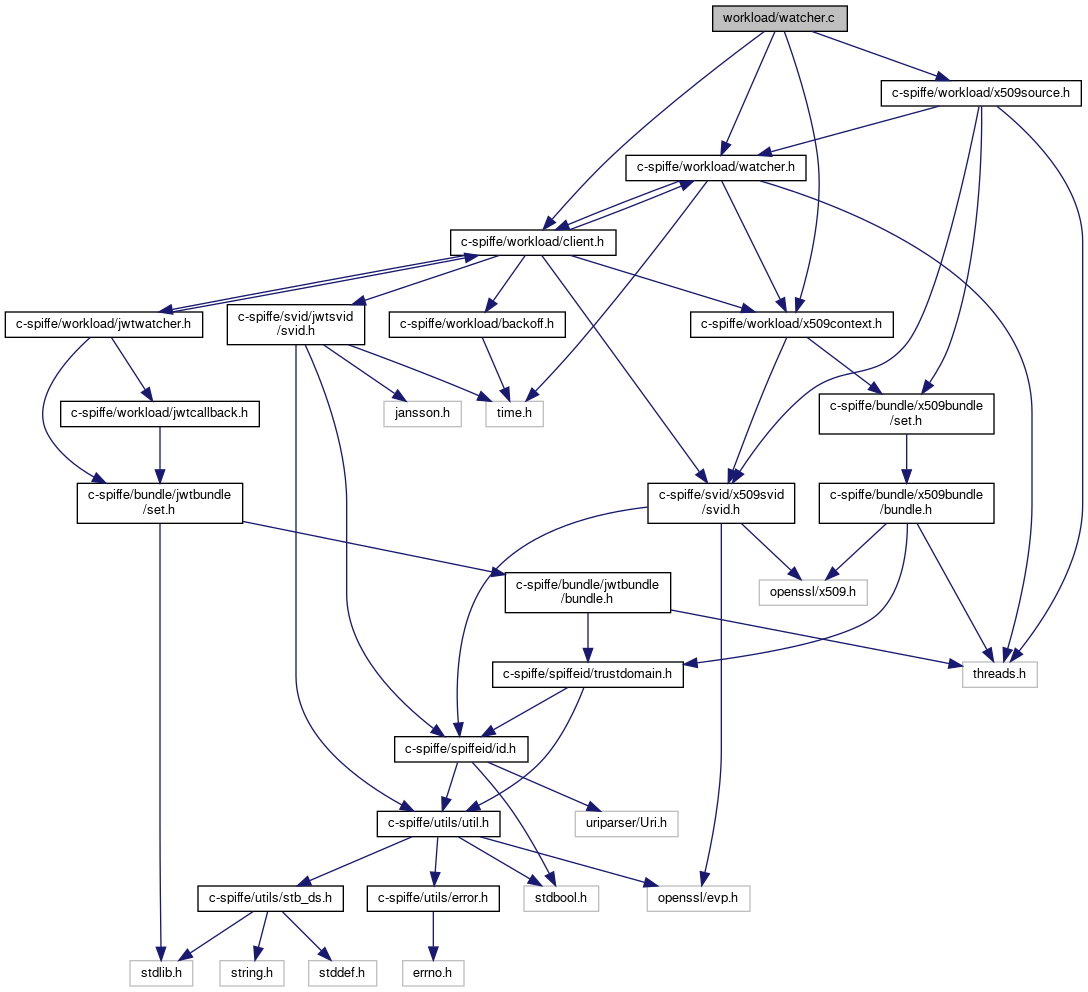 workload/watcher.c
c-spiffe/workload/x509source.h
c-spiffe/workload/watcher.h
c-spiffe/workload/client.h
c-spiffe/workload/jwtwatcher.h
c-spiffe/svid/jwtsvid
/svid.h
c-spiffe/workload/backoff.h
c-spiffe/workload/x509context.h
c-spiffe/workload/jwtcallback.h
jansson.h
time.h
c-spiffe/bundle/x509bundle
/set.h
c-spiffe/bundle/jwtbundle
/set.h
c-spiffe/svid/x509svid
/svid.h
c-spiffe/bundle/x509bundle
/bundle.h
c-spiffe/bundle/jwtbundle
/bundle.h
openssl/x509.h
c-spiffe/spiffeid/trustdomain.h
threads.h
c-spiffe/spiffeid/id.h
c-spiffe/utils/util.h
uriparser/Uri.h
c-spiffe/utils/stb_ds.h
c-spiffe/utils/error.h
stdbool.h
openssl/evp.h
stdlib.h
string.h
stddef.h
errno.h